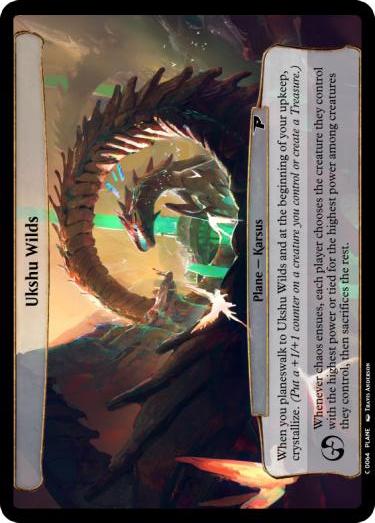 Ukshu Wilds
Plane – Karsus
When you planeswalk to Ukshu Wilds and at the beginning of your upkeep,
crystallize. (Put a +1/+1 counter on a creature you control or create a Treasure.)
Whenever chaos ensues, each player chooses the creature they control
with the highest power or tied for the highest power among creatures
they control, then sacrifices the rest.
C 0064 PLANE Travis Anderson